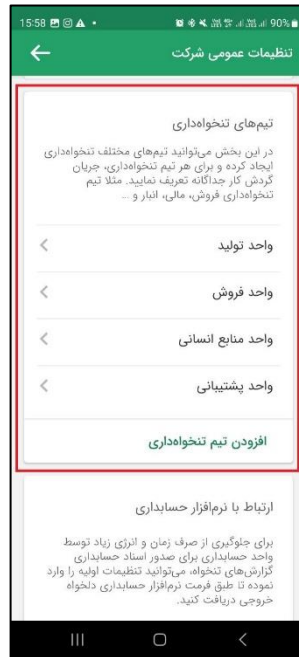 15:58
90%
تنظیمات عمومی شرکت
تیم‌های تنخواه‌داری
در این بخش می‌توانید تیم‌های مختلف تنخواه‌داری
ایجاد کرده و برای هر تیم تنخواه‌داری، جریان
گردش کار جداگانه تعریف نمایید. مثلا تیم
تنخواه‌داری فروش، مالی، انبار و ...
واحد تولید
واحد فروش
واحد منابع انسانی
واحد پشتیبانی
افزودن تیم تنخواه‌داری
ارتباط با نرم‌افزار حسابداری
برای جلوگیری از صرف زمان و انرژی زیاد توسط
واحد حسابداری برای صدور اسناد حسابداری
گزارش‌های تنخواه، می‌توانید تنظیمات اولیه را وارد
نموده تا طبق فرمت نرم‌افزار حسابداری دلخواه
خروجی دریافت کنید.